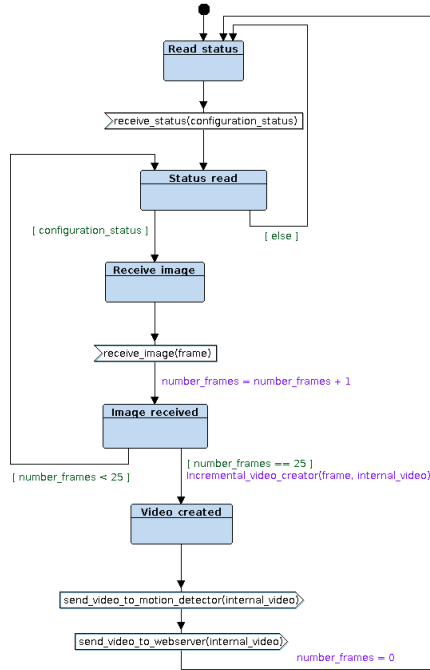 Read status
receive_status(configuration_status)
Status read
[ configuration_status ]
[ else ]
Receive image
receive_image(frame)
number_frames = number_frames + 1
Image received
[ number_frames == 25 ]
[ number_frames < 25 ]
Incremental_video_creator(frame, internal_video)
Video created
send_video_to_motion_detector(internal_video)
send_video_to_webserver(internal_video)
number_frames = 0